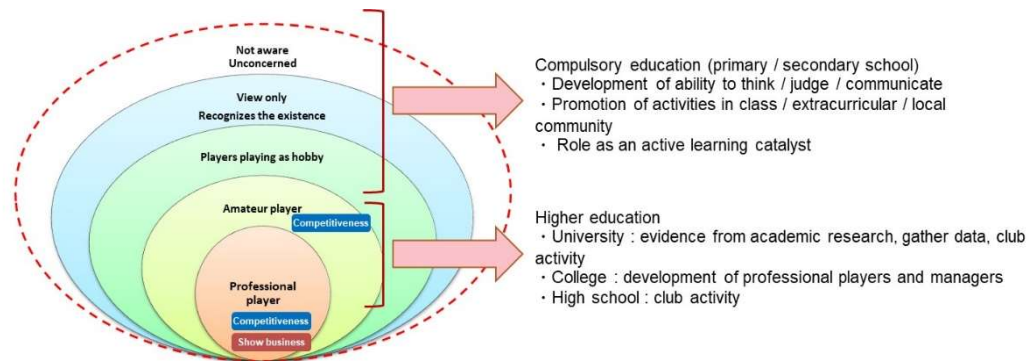 Not aware
Unconcerned
View only
Recognizes the existence
Players playing as hobby
Amateur player
Competitiveness
Professional
player
Competitiveness
Show business
Compulsory education (primary / secondary school)
・Development of ability to think / judge / communicate
・Promotion of activities in class / extracurricular / local
community
・ Role as an active learning catalyst
Higher education
・University : evidence from academic research, gather data, club
activity
・College : development of professional players and managers
・High school : club activity